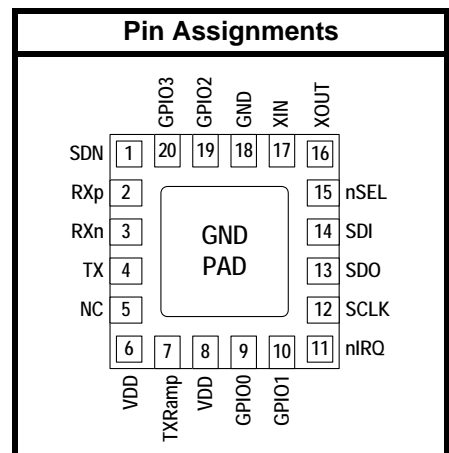 Pin Assignments
GPIO3
GPIO2
GND
XIN
XOUT
SDN 1 20 19 18 17 16
RXp 2 15 nSEL
RXn 3 GND 14 SDI
TX 4 PAD 13 SDO
NC 5 12 SCLK
6 7 8 9 10 11 nIRQ
VDD
TXRamp
VDD
GPIO0
GPIO1